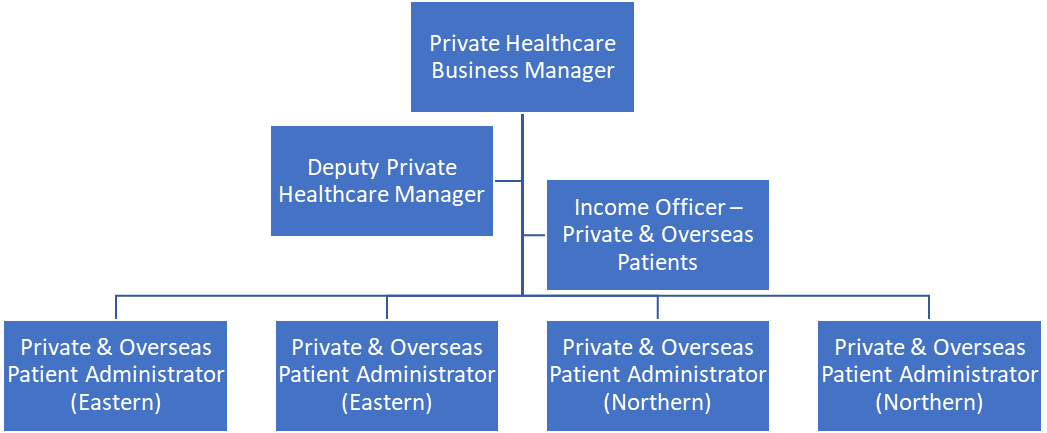 Private Healthcare
Business Manager
Deputy Private
Healthcare Manager
Income Officer –
Private & Overseas
Patients
Private & Overseas
Patient Administrator
(Eastern)
Private & Overseas
Patient Administrator
(Eastern)
Private & Overseas
Patient Administrator
(Northern)
Private & Overseas
Patient Administrator
(Northern)